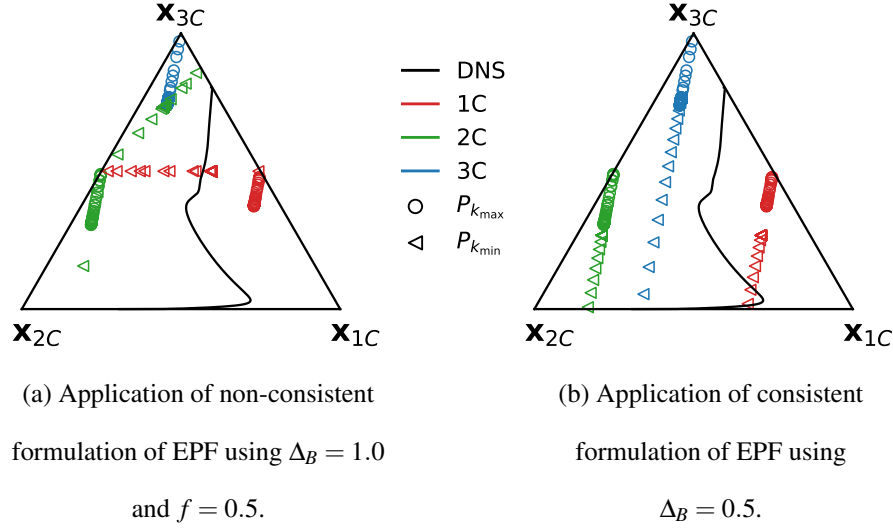 x3C
x3C
DNS
1C
2C
3C
Pkmax
Pkmin
x2C
x1C
x2C
x1C
(a) Application of non-consistent
formulation of EPF using ΔB = 1.0
and f = 0.5.
(b) Application of consistent
formulation of EPF using
ΔB = 0.5.